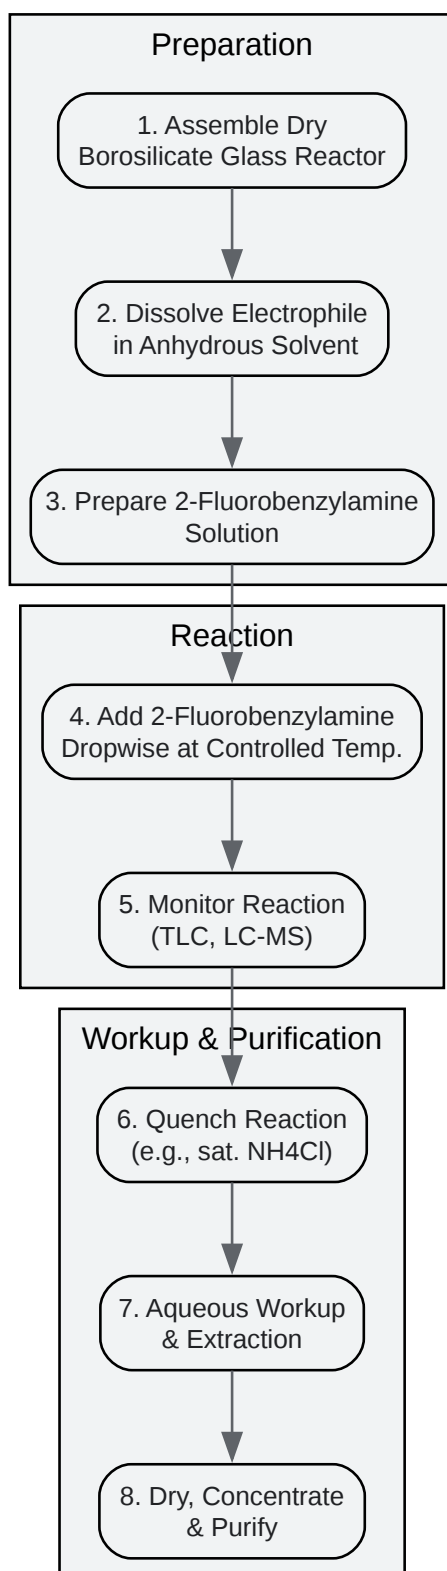 Preparation
1. Assemble Dry
Borosilicate Glass Reactor
2. Dissolve Electrophile
in Anhydrous Solvent
3. Prepare 2-Fluorobenzylamine
Solution
Reaction
4. Add 2-Fluorobenzylamine
Dropwise at Controlled Temp.
5. Monitor Reaction
(TLC, LC-MS)
Workup & Purification
6. Quench Reaction
(e.g., sat. NH4Cl)
7. Aqueous Workup
& Extraction
8. Dry, Concentrate
& Purify